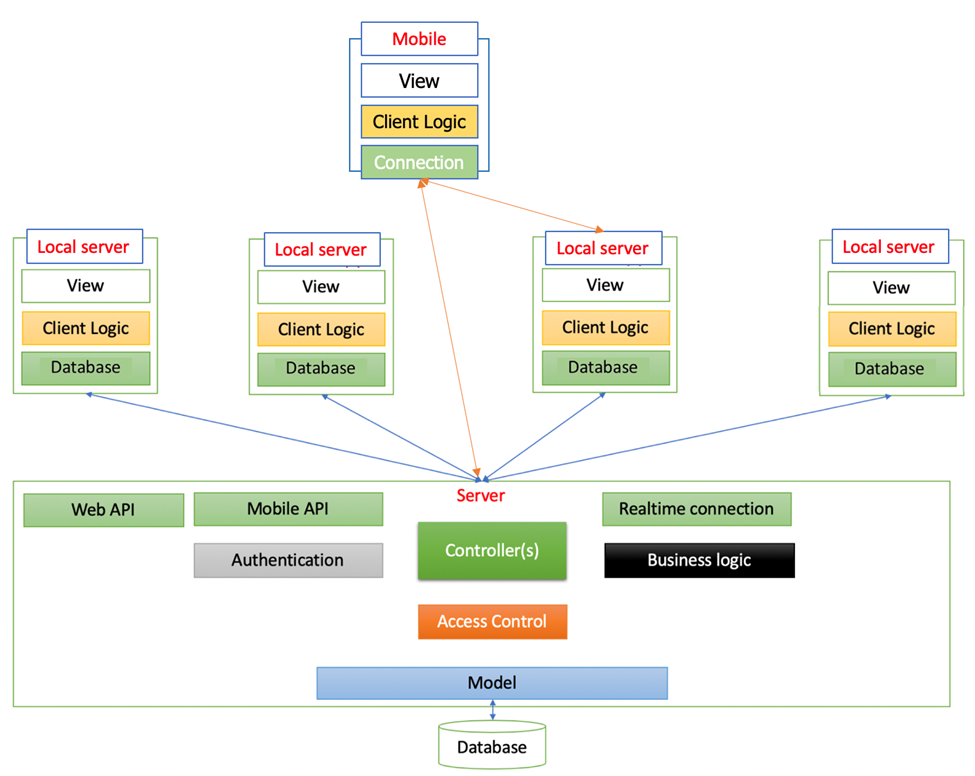 Mobile
View
Client Logic
Connection
Local server
View
Client Logic
Database
Local server
View
Client Logic
Database
Local server
View
Client Logic
Database
Local server
View
Client Logic
Database
Server
Web API
Mobile API
Realtime connection
Authentication
Controller(s)
Business logic
Access Control
Model
Database